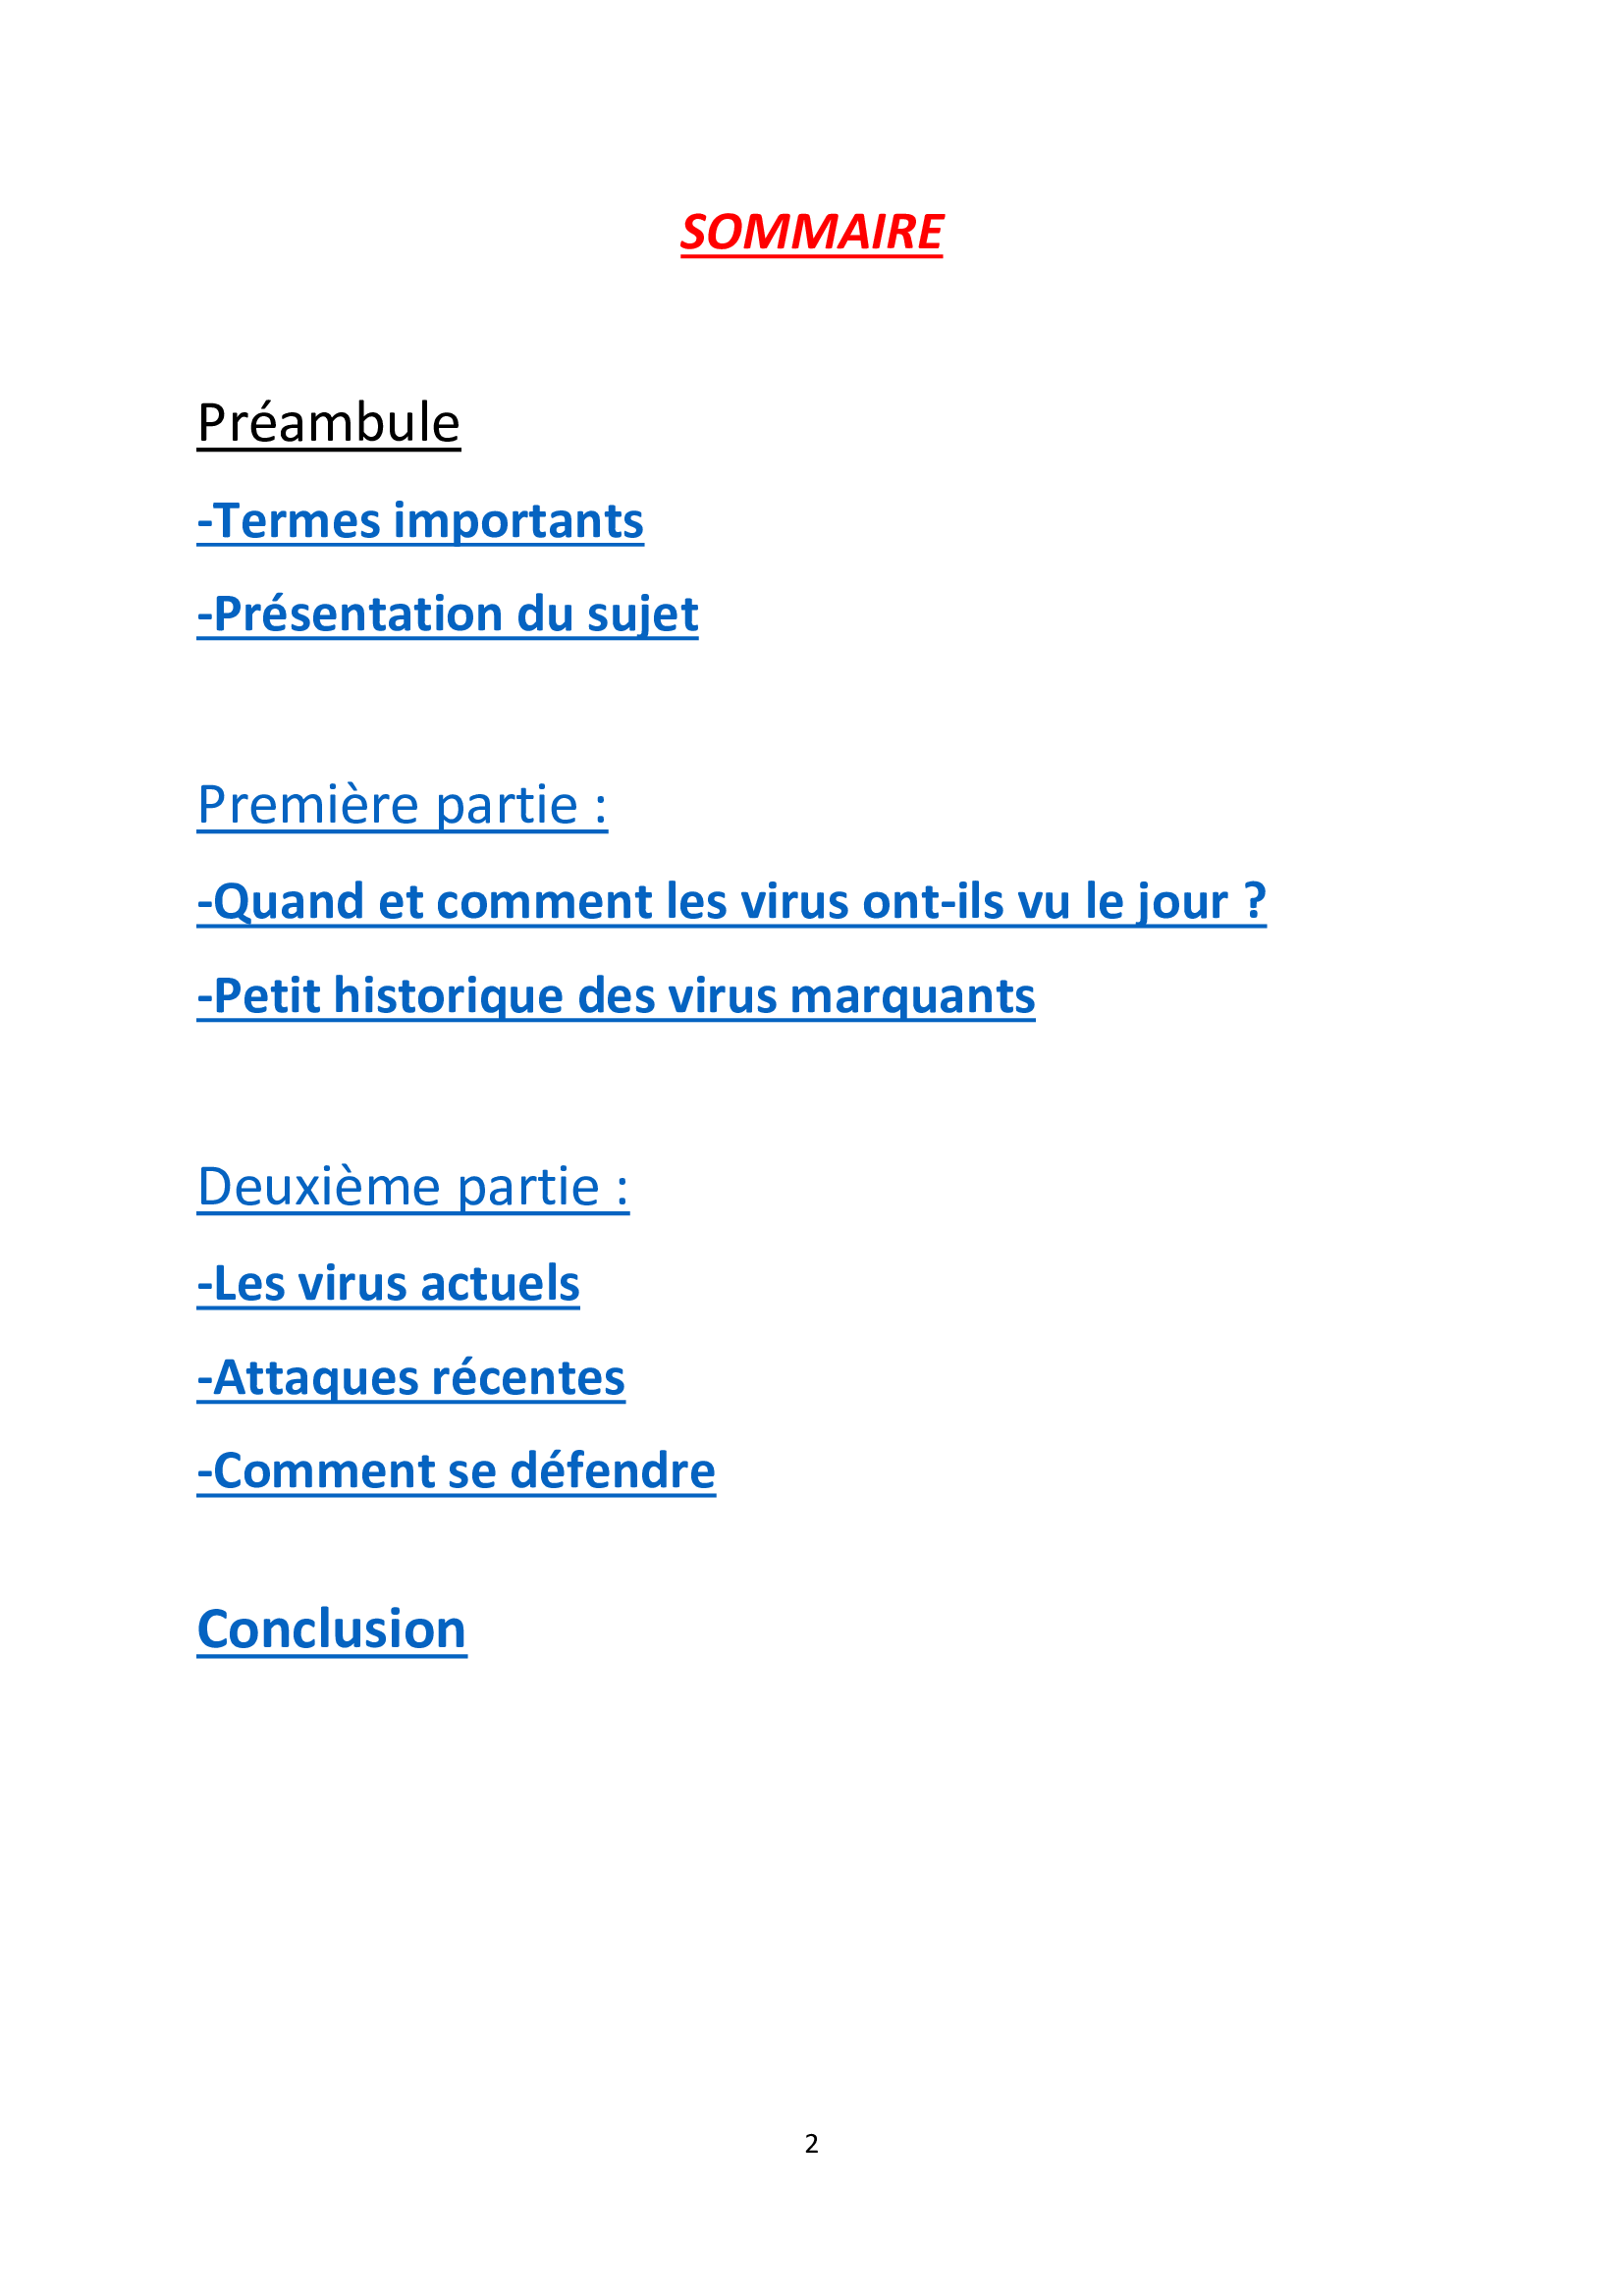 SOMMAIRE
Préambule
-Termes importants
-Présentation du sujet
Première partie :
-Quand et comment les virus ont-ils vu le jour ?
-Petit historique des virus marquants
Deuxième partie :
-Les virus actuels
-Attaques récentes
-Comment se défendre
Conclusion
2